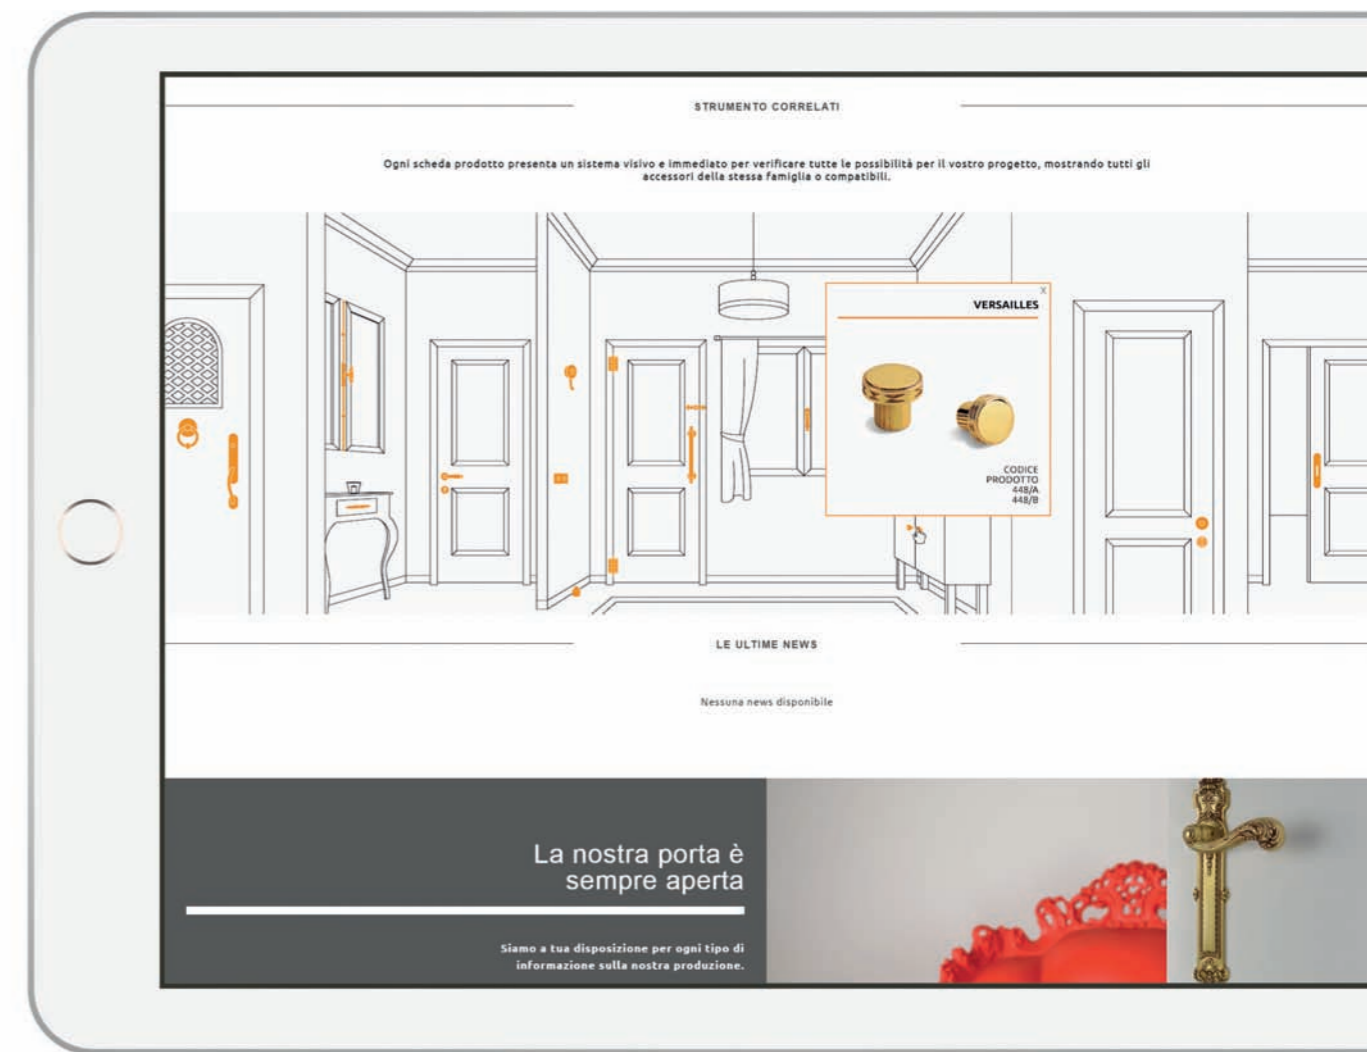 STRUMENTO CORRELATI
Ogni scheda prodotto presenta un sistema visivo e immediato per verificare tutte le possibilità per il vostro progetto, mostrando tutti gli
accessori della stessa famiglia o compatibili.
X
VERSAILLES
CODICE
PRODOTTO
448/A
448/B
LE ULTIME NEWS
Nessuna news disponibile
La nostra porta è
sempre aperta
Siamo a tua disposizione per ogni tipo di
informazione sulla nostra produzione.